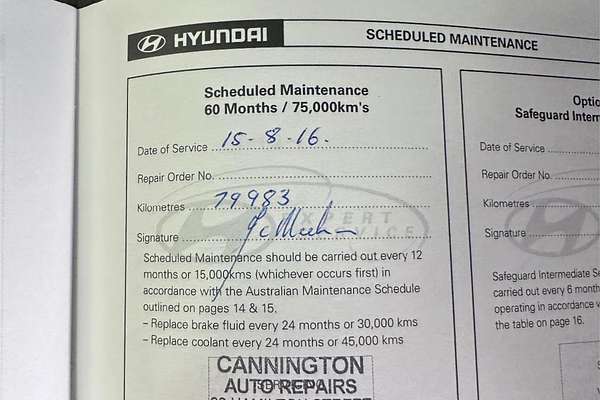 HYUNDAI
SCHEDULED MAINTENANCE
Scheduled Maintenance
60 Months / 75,000km's
Date of Service 15-8-16.
Repair Order No.
Kilometres 79983
Signature
EXPERT
SERVICE
Scheduled Maintenance should be carried out every 12
months or 15,000kms (whichever occurs first) in
accordance with the Australian Maintenance Schedule
outlined on pages 14 & 15.
– Replace brake fluid every 24 months or 30,000 kms
– Replace coolant every 24 months or 45,000 kms
CANNINGTON
AUTO REPAIRS
Optio
Safeguard Interm
Date of Service
Repair Order No.
Kilometres
Signature
Safeguard Intermediate Se
carried out every 6 month
operating in accordance w
the table on page 16.